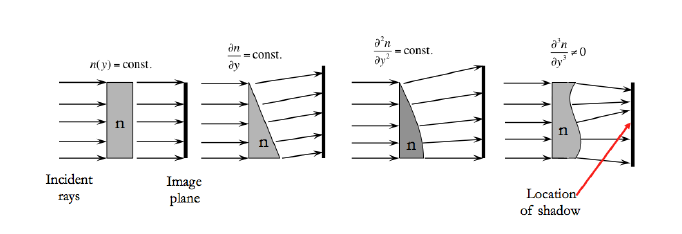 n(y) = const.
∂n/∂y = const.
∂²n/∂y² = const.
∂³n/∂y³ ≠ 0
n
n
n
n
Incident
rays
Image
plane
Location
of shadow